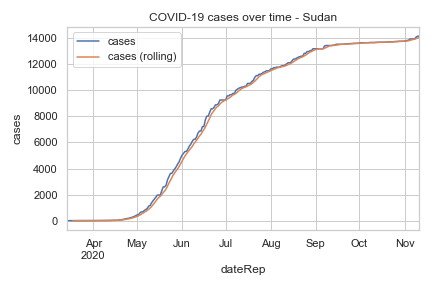 COVID-19 cases over time - Sudan
cases
cases (rolling)
14000
12000
10000
8000
6000
4000
2000
0
cases
Apr May Jun Jul Aug Sep Oct Nov
2020
dateRep